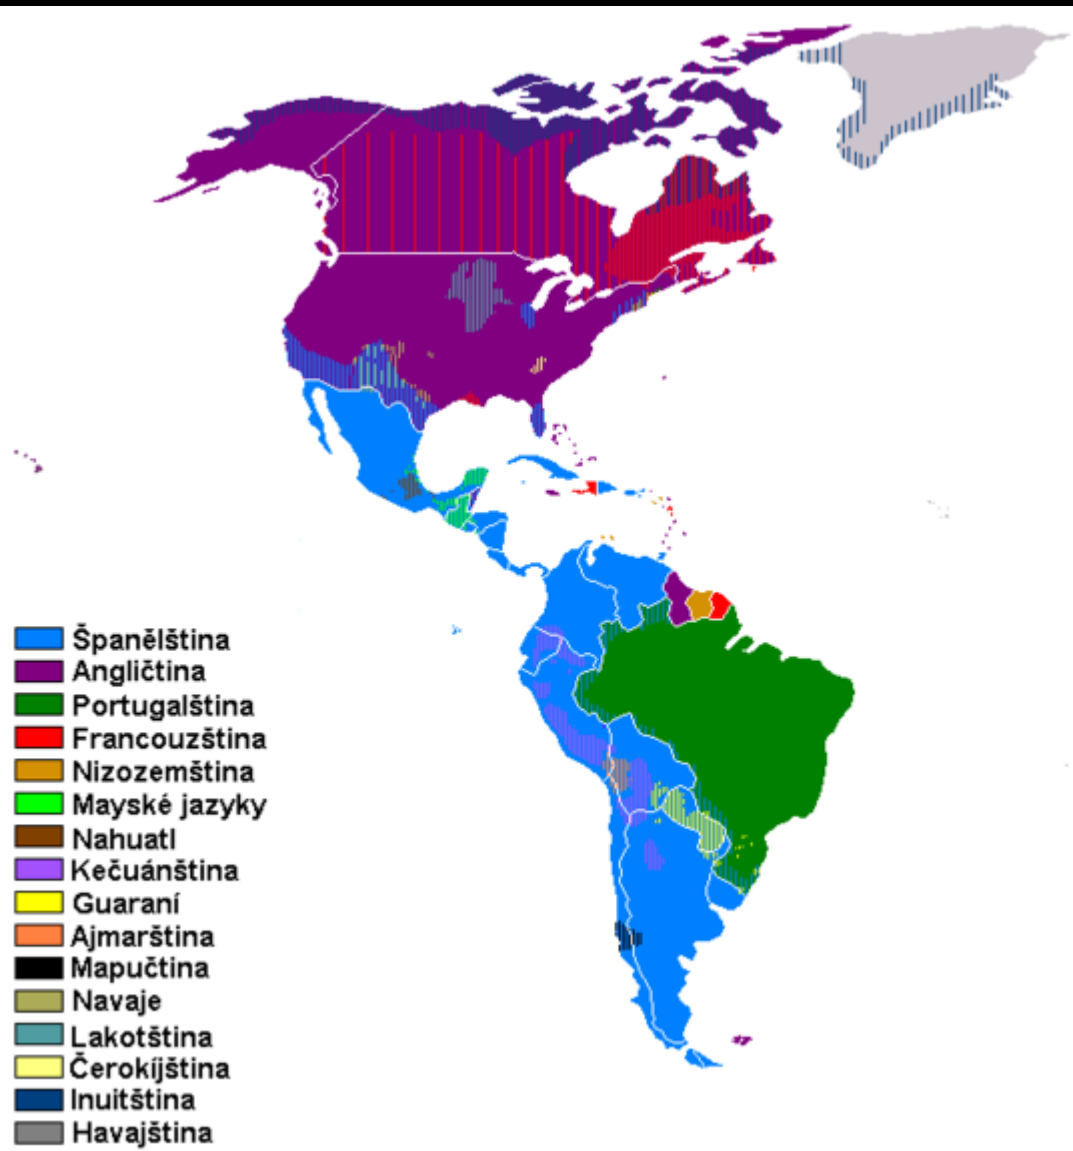 Španělština
Angličtina
Portugalština
Francouzština
Nizozemština
Mayské jazyky
Nahuatl
Kečuánština
Guaraní
Ajmarština
Mapučtina
Navaje
Lakotština
Čerokíjština
Inuitština
Havajština